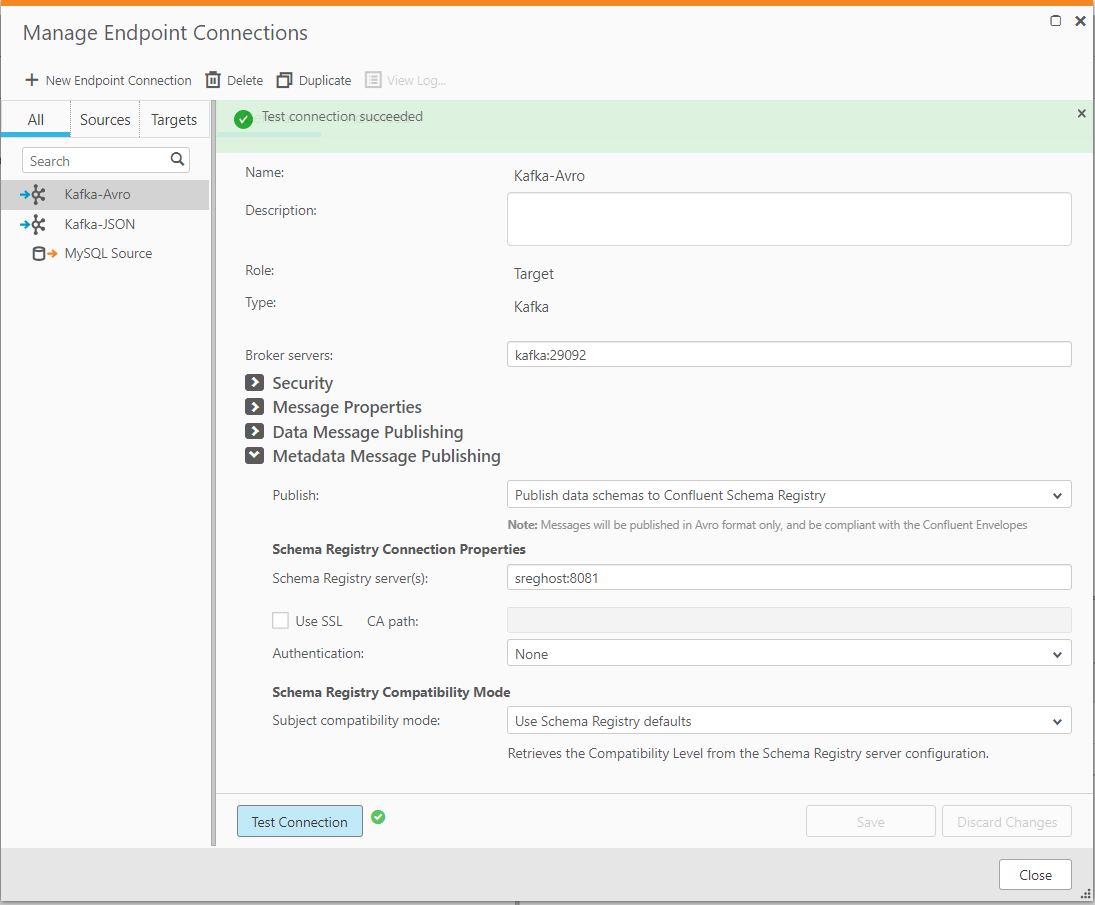 Manage Endpoint Connections
New Endpoint Connection Delete Duplicate View Log...
All Sources Targets
Search
Kafka-Avro
Kafka-JSON
MySQL Source
Test connection succeeded
Name: Kafka-Avro
Description:
Role: Target
Type: Kafka
Broker servers: kafka:29092
Security
Message Properties
Data Message Publishing
Metadata Message Publishing
Publish: Publish data schemas to Confluent Schema Registry
Note: Messages will be published in Avro format only, and be compliant with the Confluent Envelopes
Schema Registry Connection Properties
Schema Registry server(s): sreghost:8081
Use SSL CA path:
Authentication: None
Schema Registry Compatibility Mode
Subject compatibility mode: Use Schema Registry defaults
Retrieves the Compatibility Level from the Schema Registry server configuration.
Test Connection Save Discard Changes
Close